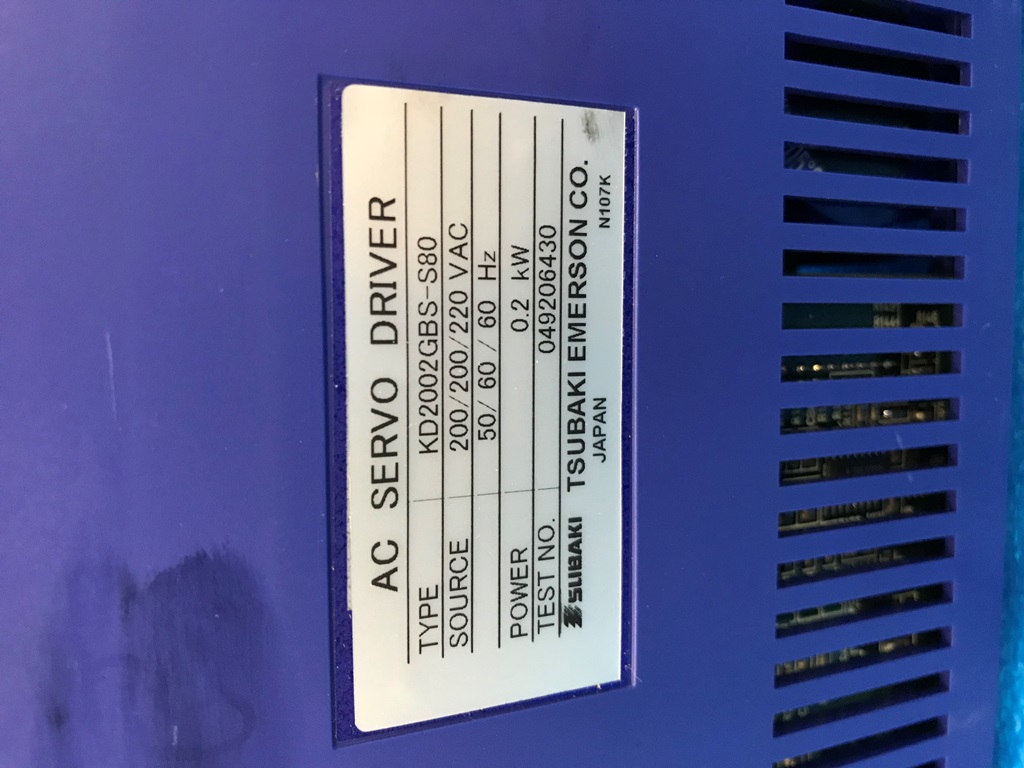 AC SERVO DRIVER
TYPE KD2002GBS-S80
SOURCE 200/200/220 VAC
50/ 60 / 60 Hz
POWER 0.2 kW
TEST NO. 049206430
TSUBAKI TSUBAKI EMERSON CO.
JAPAN N107K